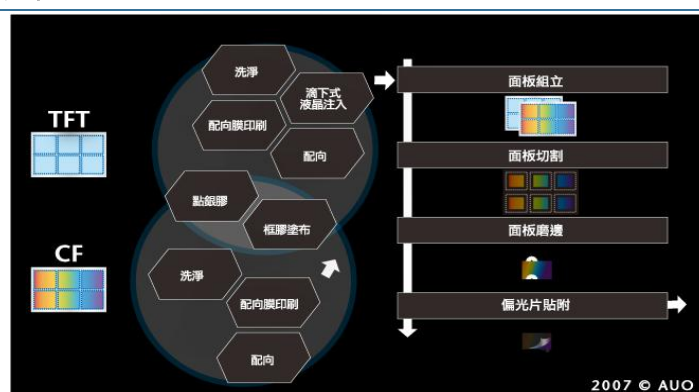 TFT
洗淨
滴下式
液晶注入
配向膜印刷
配向
點銀膠
框膠塗布
CF
洗淨
配向膜印刷
配向
面板組立
面板切割
面板磨邊
偏光片貼附
2007 © AUO